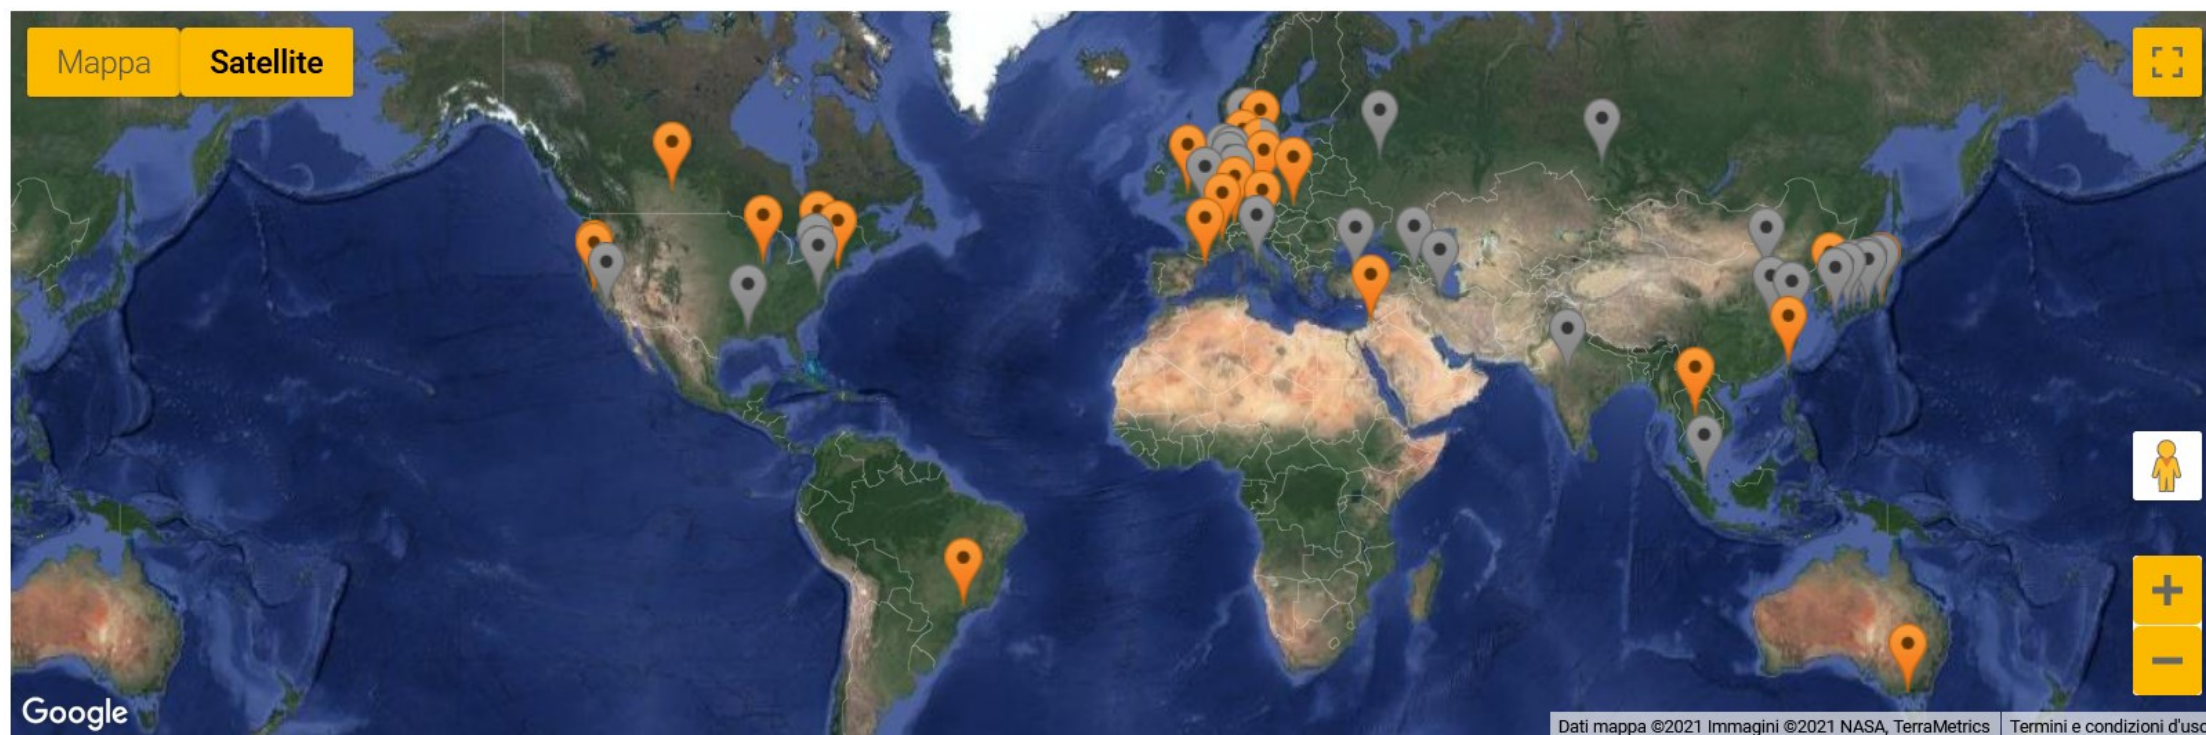 Mappa
Satellite
Google
Dati mappa ©2021 Immagini ©2021 NASA, TerraMetrics
Termini e condizioni d'uso